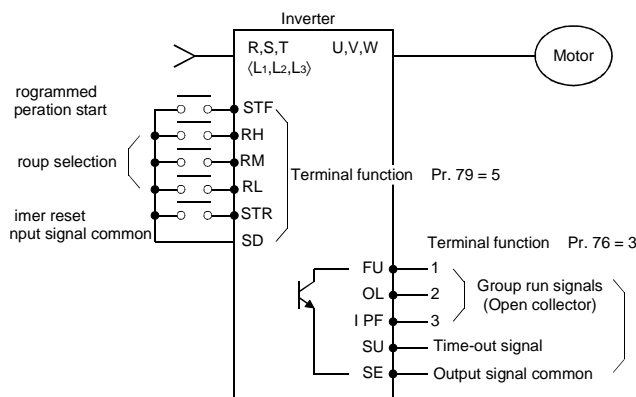 Inverter
R,S,T U,V,W
⟨L1,L2,L3⟩
Motor
rogrammed
peration start
STF
RH
roup selection
RM
Terminal function Pr. 79 = 5
RL
imer reset
STR
nput signal common
SD
Terminal function Pr. 76 = 3
FU 1
Group run signals
OL 2
(Open collector)
I PF 3
SU Time-out signal
SE Output signal common